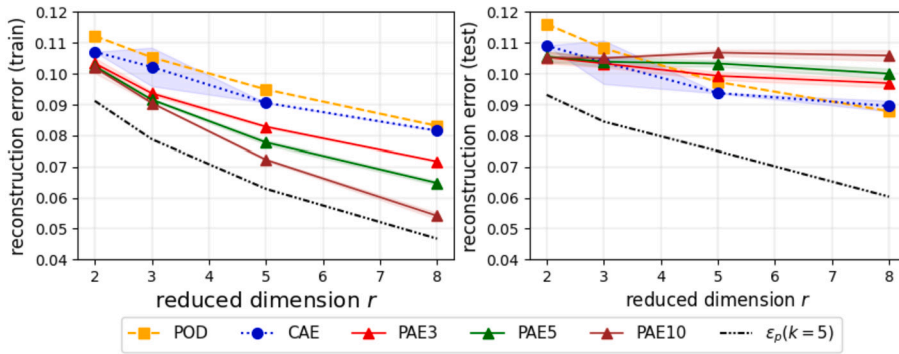 reconstruction error (train)
0.12
0.11
0.10
0.09
0.08
0.07
0.06
0.05
0.04
2 3 4 5 6 7 8
reduced dimension r
reconstruction error (test)
0.12
0.11
0.10
0.09
0.08
0.07
0.06
0.05
0.04
2 3 4 5 6 7 8
reduced dimension r
POD CAE PAE3 PAE5 PAE10 εp(k = 5)